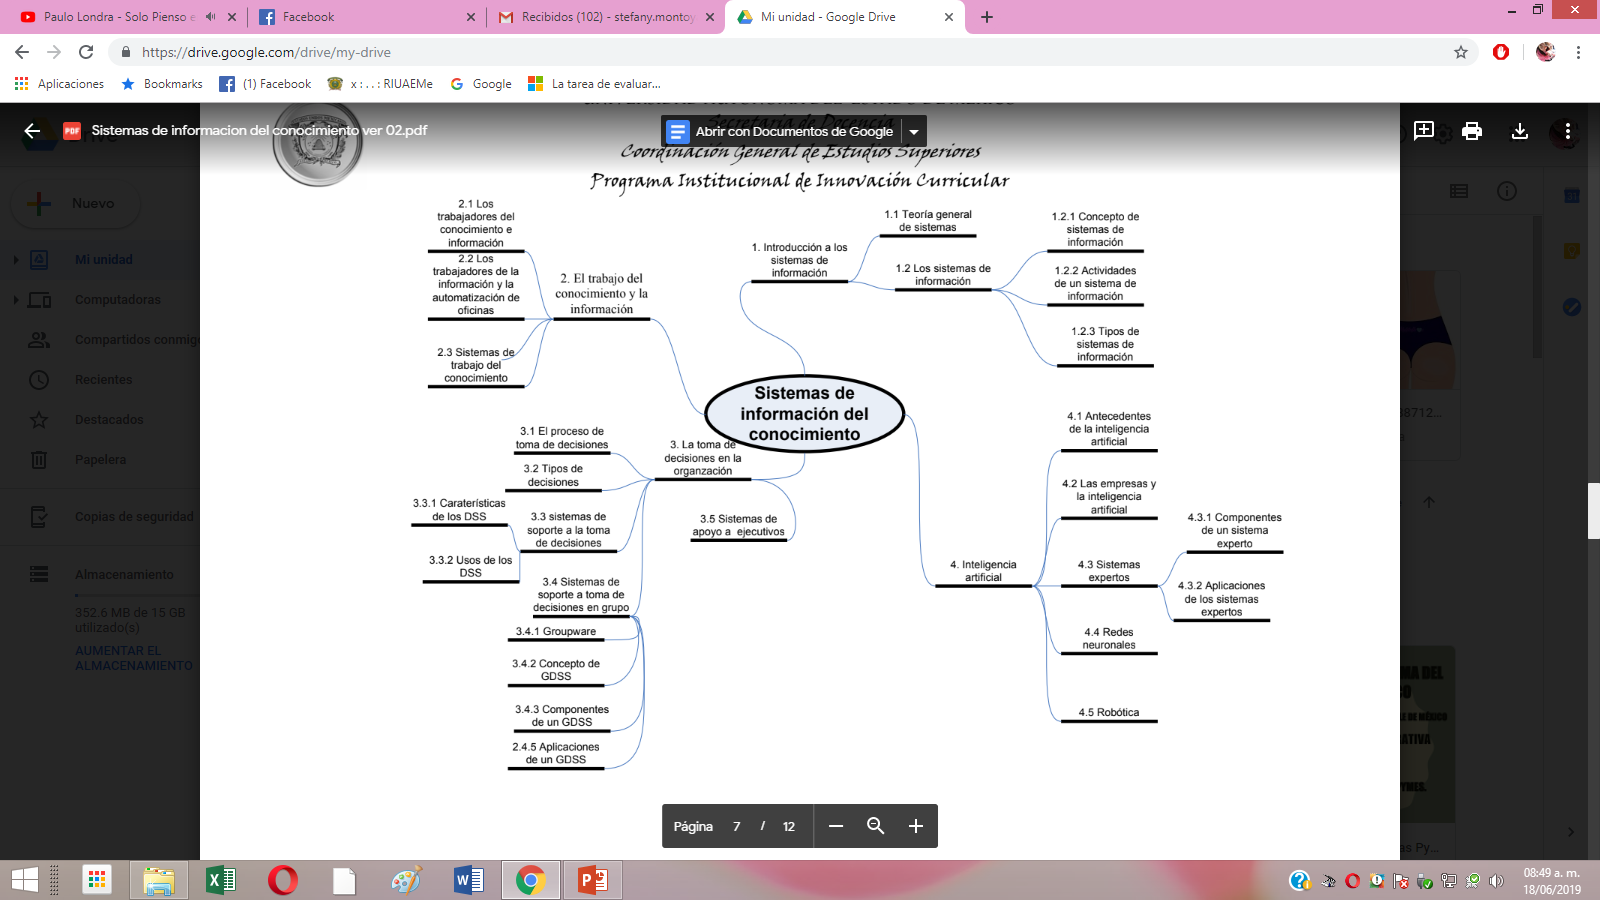 Paulo Londra - Solo Pienso e
Facebook
Recibidos (102) - stefany.montoy
Mi unidad - Google Drive
https://drive.google.com/drive/my-drive
Aplicaciones
Bookmarks
(1) Facebook
x : . . : RIUAEMe
Google
La tarea de evaluar...
Sistemas de informacion del conocimiento ver 02.pdf
Abrir con Documentos de Google
Secretaría de Docencia
Coordinación General de Estudios Superiores
Programa Institucional de Innovación Curricular
Nuevo
Mi unidad
Computadoras
Compartidos conmig
Recientes
Destacados
Papelera
Copias de seguridad
Almacenamiento
352.6 MB de 15 GB
utilizado(s)
AUMENTAR EL
ALMACENAMIENTO
2.1 Los
trabajadores del
conocimiento e
información
2.2 Los
trabajadores de la
información y la
automatización de
oficinas
2.3 Sistemas de
trabajo del
conocimiento
2. El trabajo del
conocimiento y la
información
1. Introducción a los
sistemas de
información
1.1 Teoría general
de sistemas
1.2 Los sistemas de
información
1.2.1 Concepto de
sistemas de
información
1.2.2 Actividades
de un sistema de
información
1.2.3 Tipos de
sistemas de
información
Sistemas de
información del
conocimiento
3.1 El proceso de
toma de decisiones
3.2 Tipos de
decisiones
3.3.1 Caraterísticas
de los DSS
3.3.2 Usos de los
DSS
3.3 sistemas de
soporte a la toma
de decisiones
3. La toma de
decisiones en la
organzación
3.5 Sistemas de
apoyo a ejecutivos
3.4 Sistemas de
soporte a toma de
decisiones en grupo
3.4.1 Groupware
3.4.2 Concepto de
GDSS
3.4.3 Componentes
de un GDSS
2.4.5 Aplicaciones
de un GDSS
4. Inteligencia
artificial
4.1 Antecedentes
de la inteligencia
artificial
4.2 Las empresas y
la inteligencia
artificial
4.3 Sistemas
expertos
4.3.1 Componentes
de un sistema
experto
4.3.2 Aplicaciones
de los sistemas
expertos
4.4 Redes
neuronales
4.5 Robótica
Página 7 / 12
08:49 a. m.
18/06/2019